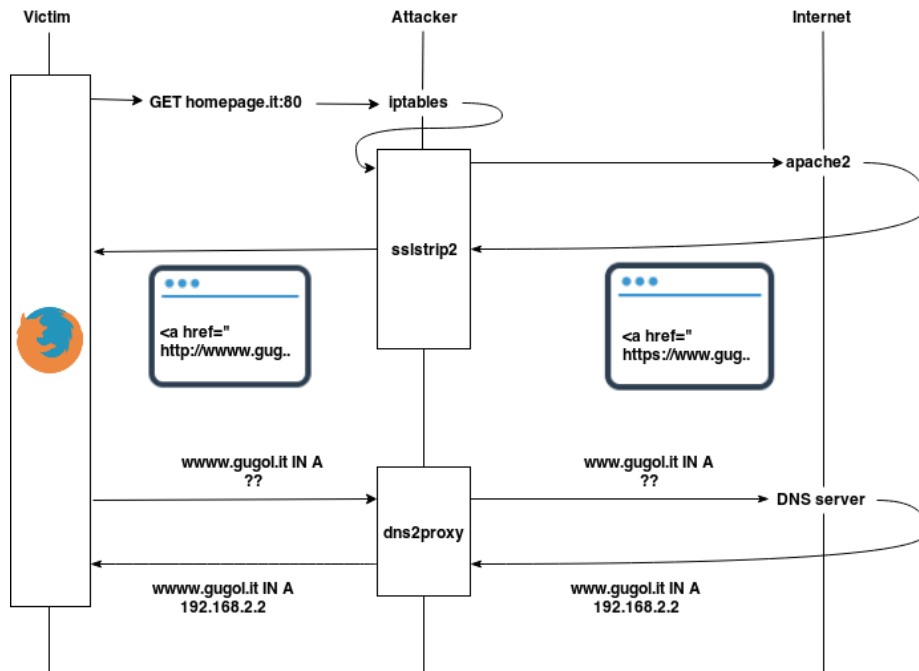 Victim
Attacker
Internet
GET homepage.it:80
iptables
apache2
sslstrip2
<a href="
http://wwww.gug..
<a href="
https://www.gug..
wwww.gugol.it IN A
??
www.gugol.it IN A
??
dns2proxy
DNS server
wwww.gugol.it IN A
192.168.2.2
www.gugol.it IN A
192.168.2.2